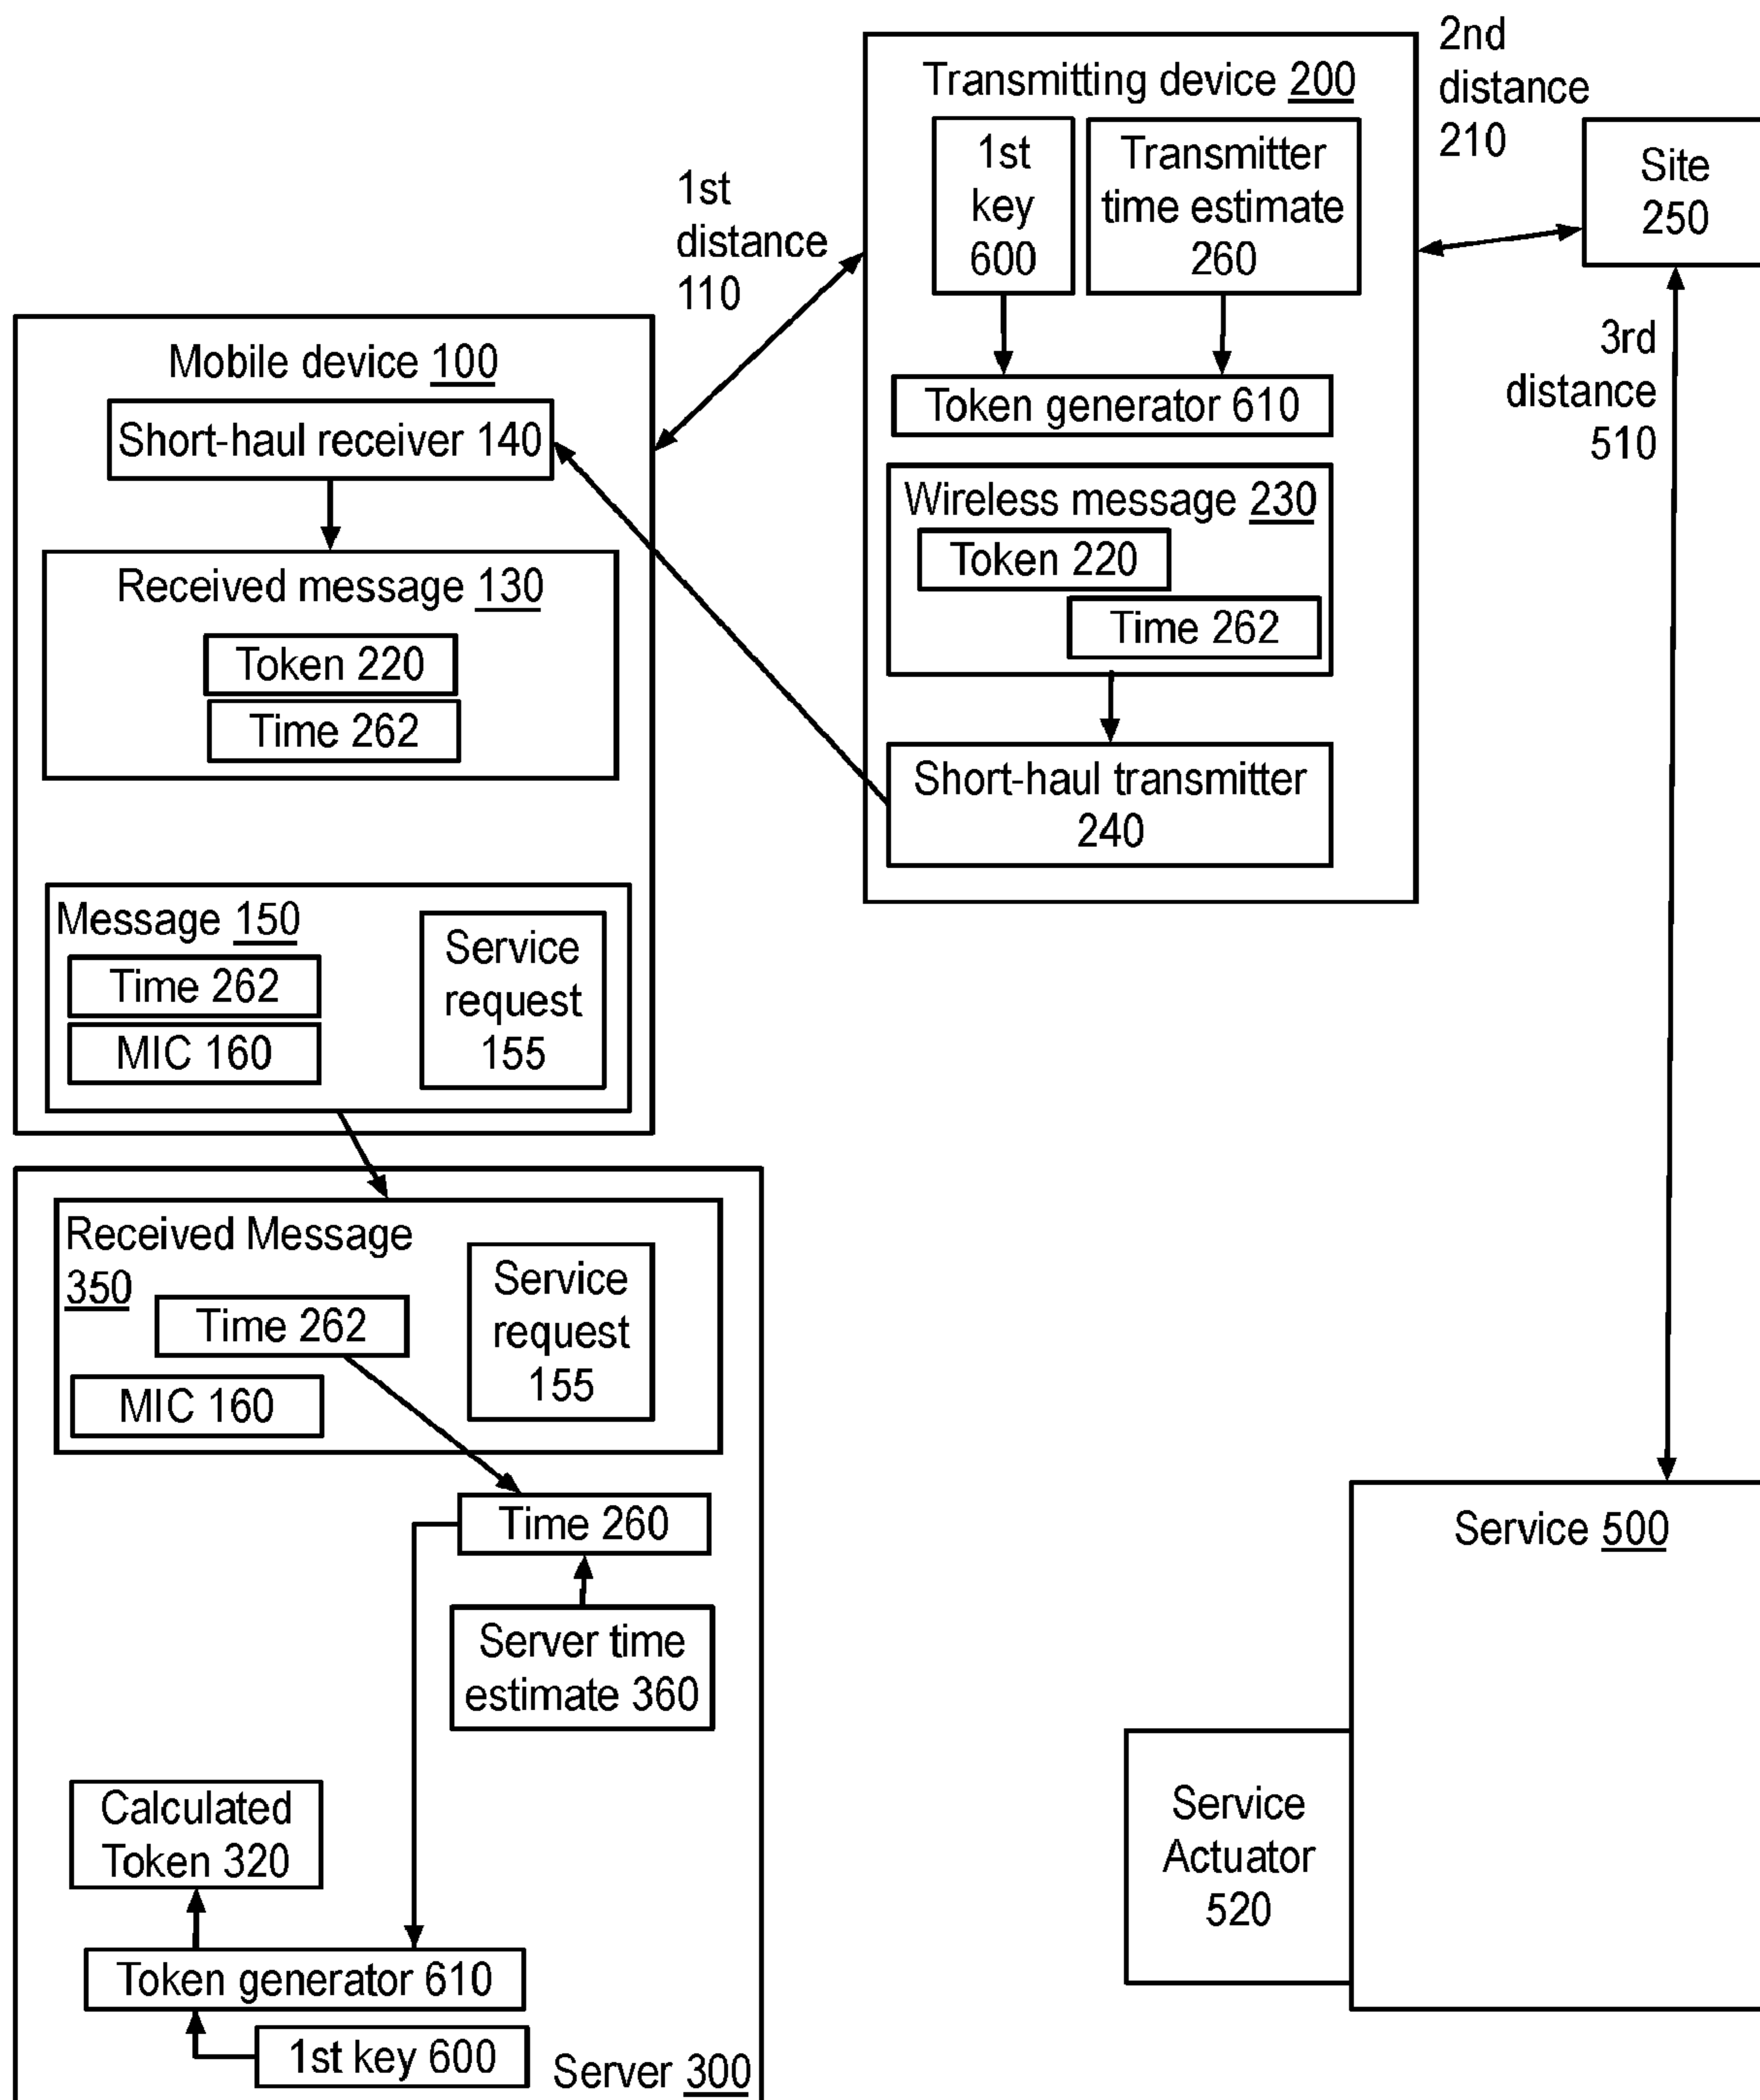 2nd
distance
210
Transmitting device 200
1st
key
600
Transmitter
time estimate
260
Site
250
1st
distance
110
3rd
distance
510
Token generator 610
Wireless message 230
Token 220
Time 262
Short-haul transmitter
240
Mobile device 100
Short-haul receiver 140
Received message 130
Token 220
Time 262
Message 150
Time 262
MIC 160
Service
request
155
Received Message
350
Time 262
MIC 160
Service
request
155
Time 260
Server time
estimate 360
Calculated
Token 320
Token generator 610
1st key 600
Server 300
Service 500
Service
Actuator
520